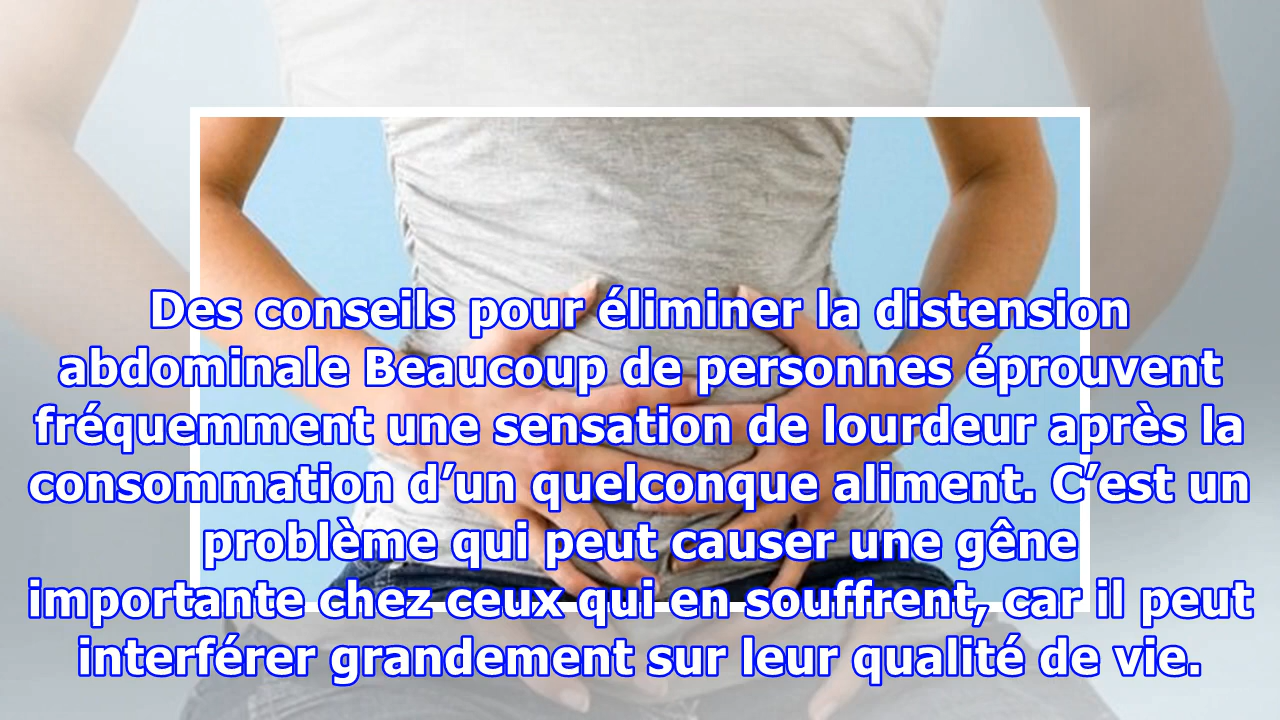 Des conseils pour éliminer la distension
abdominale Beaucoup de personnes éprouvent
fréquemment une sensation de lourdeur après la
consommation d’un quelconque aliment. C’est un
problème qui peut causer une gêne
importante chez ceux qui en souffrent, car il peut
interférer grandement sur leur qualité de vie.